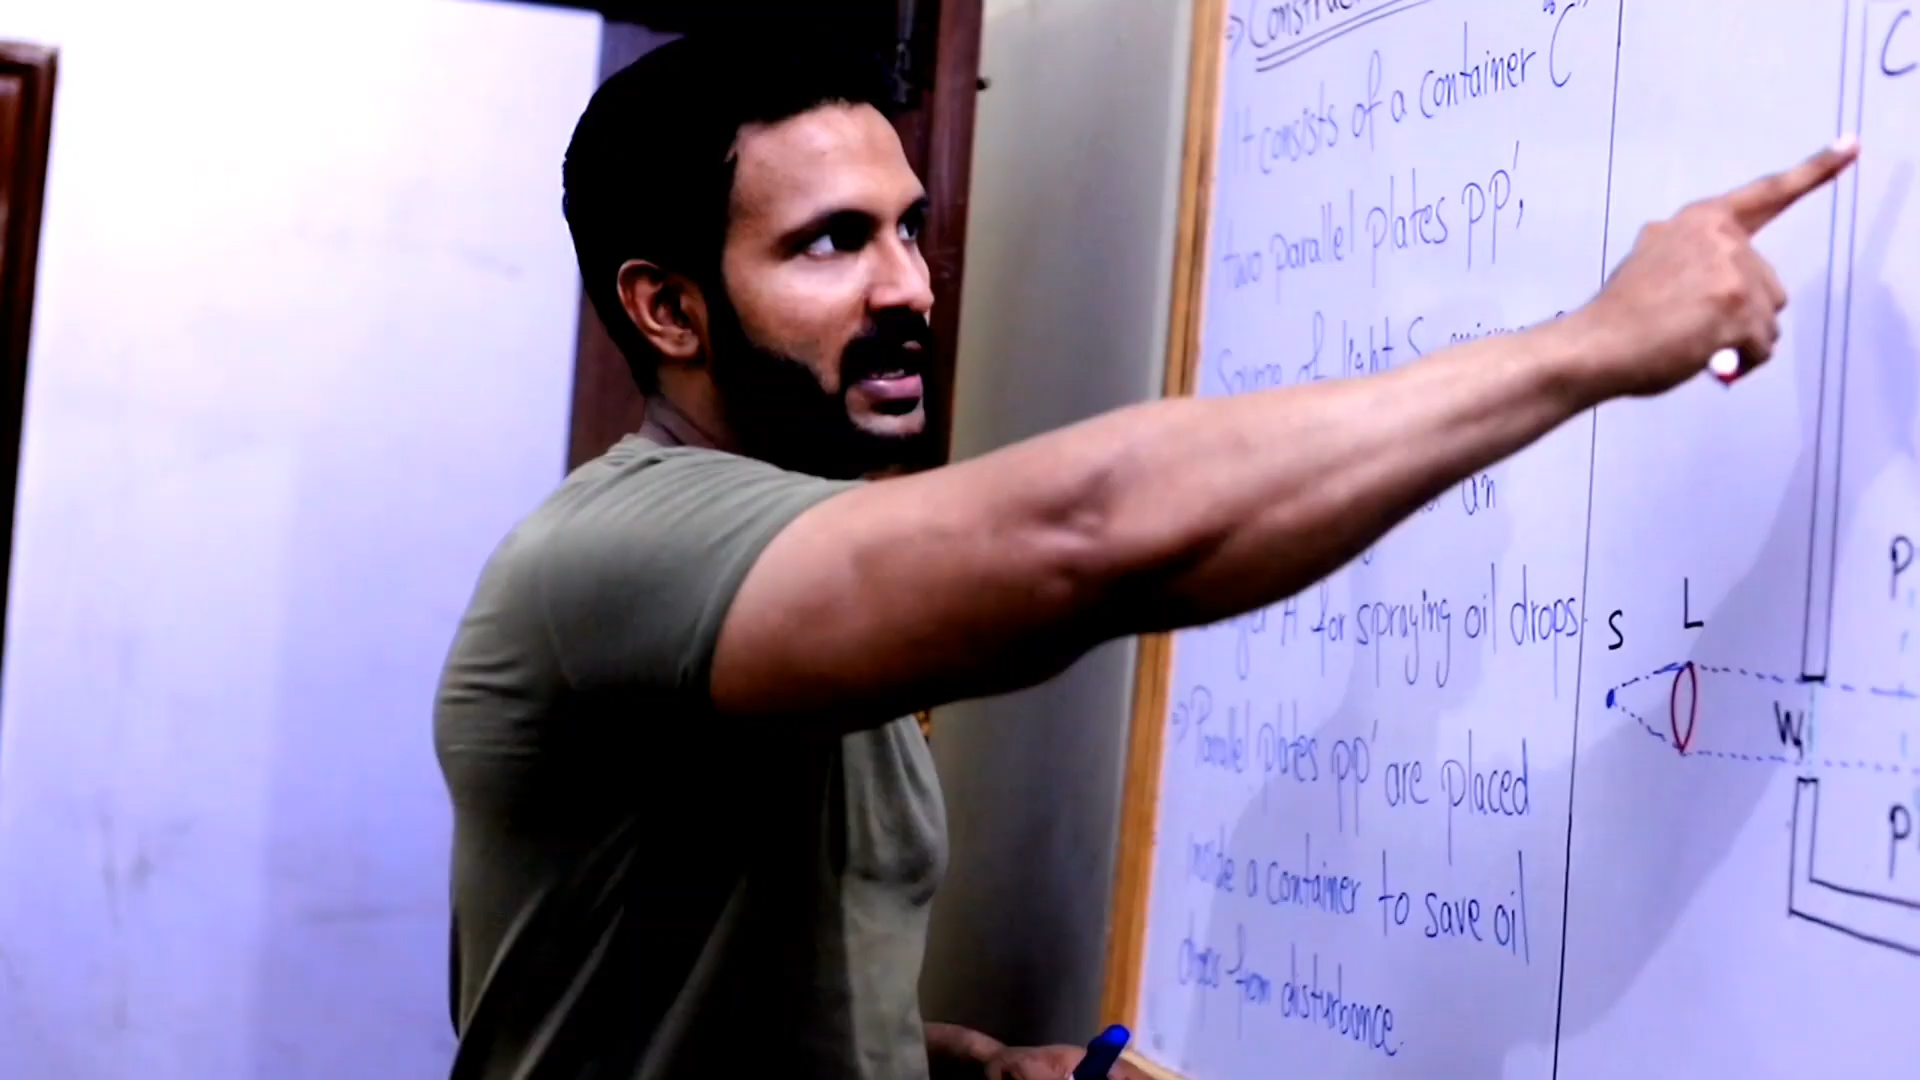 It consists of a container "C"
two parallel plates pp',
Source of light S,
an
A for spraying oil drops.
⇒ Parallel plates pp' are placed
inside a container to save oil
drops from disturbance.
C
P
S L
W
P